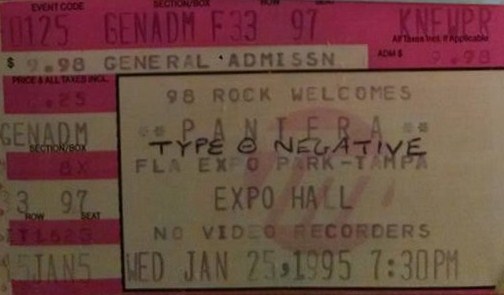 EVENT CODE SECTION/BOX
0125 GENADM F33 97 KNEWPR
All Taxes Incl. If Applicable
$ 9.98 GENERAL ADMISSN ADM $ 9.98
PRICE & ALL TAXES INCL.
98 ROCK WELCOMES
GENADM ** PANTERA **
TYPE O NEGATIVE
SECTION/BOX
8X FLA EXPO PARK-TAMPA
3 97 EXPO HALL
ROW SEAT
NO VIDEO RECORDERS
5JAN5 WED JAN 25,1995 7:30PM